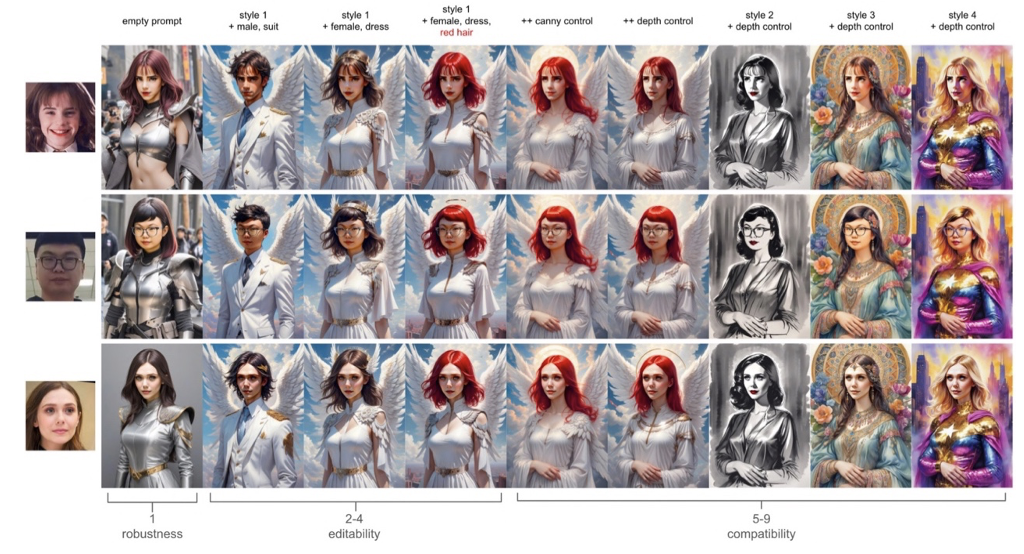 empty prompt
style 1
+ male, suit
style 1
+ female, dress
style 1
+ female, dress,
red hair
++ canny control
++ depth control
style 2
+ depth control
style 3
+ depth control
style 4
+ depth control
1
robustness
2-4
editability
5-9
compatibility